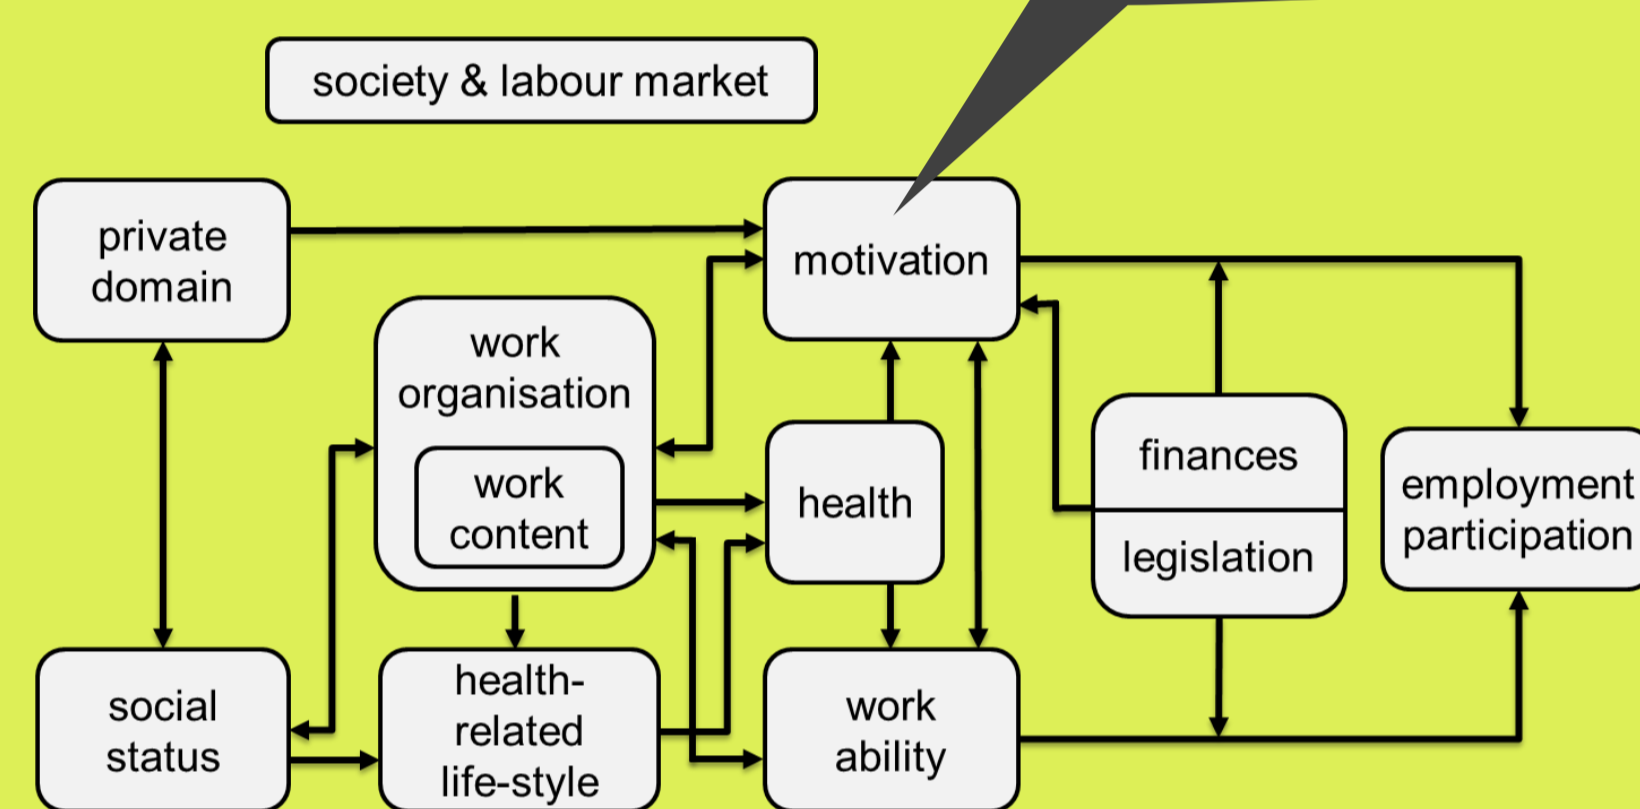 society & labour market
private
domain
motivation
work
organisation
work
content
health
finances
legislation
employment
participation
social
status
health-
related
life-style
work
ability